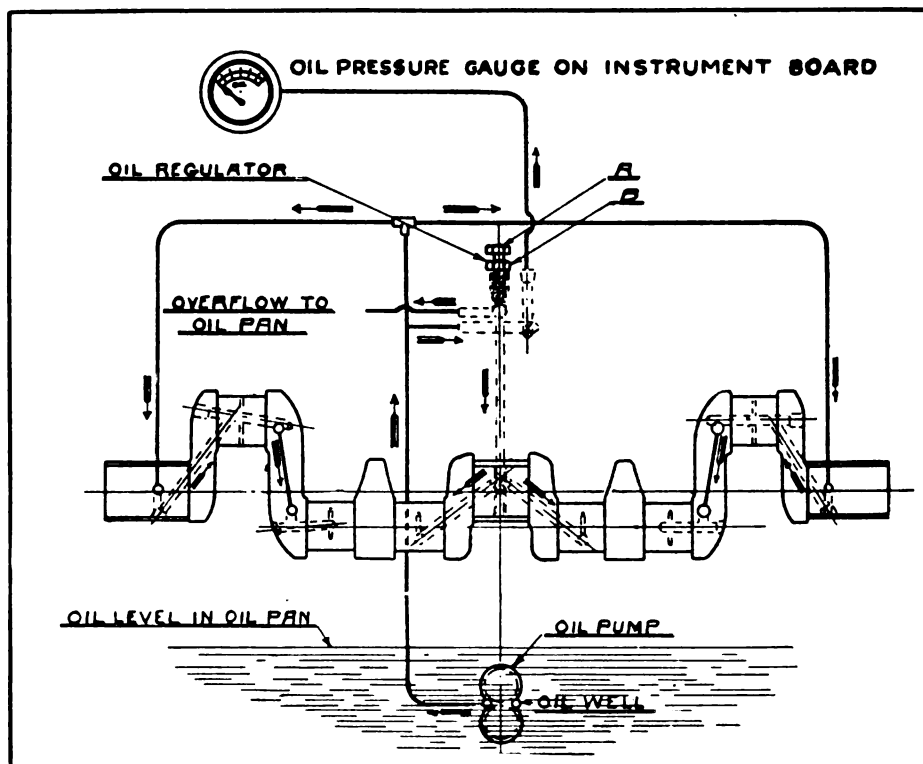 OIL PRESSURE GAUGE ON INSTRUMENT BOARD
OIL REGULATOR
A
B
OVERFLOW TO
OIL PAN
OIL LEVEL IN OIL PAN
OIL PUMP
OIL WELL